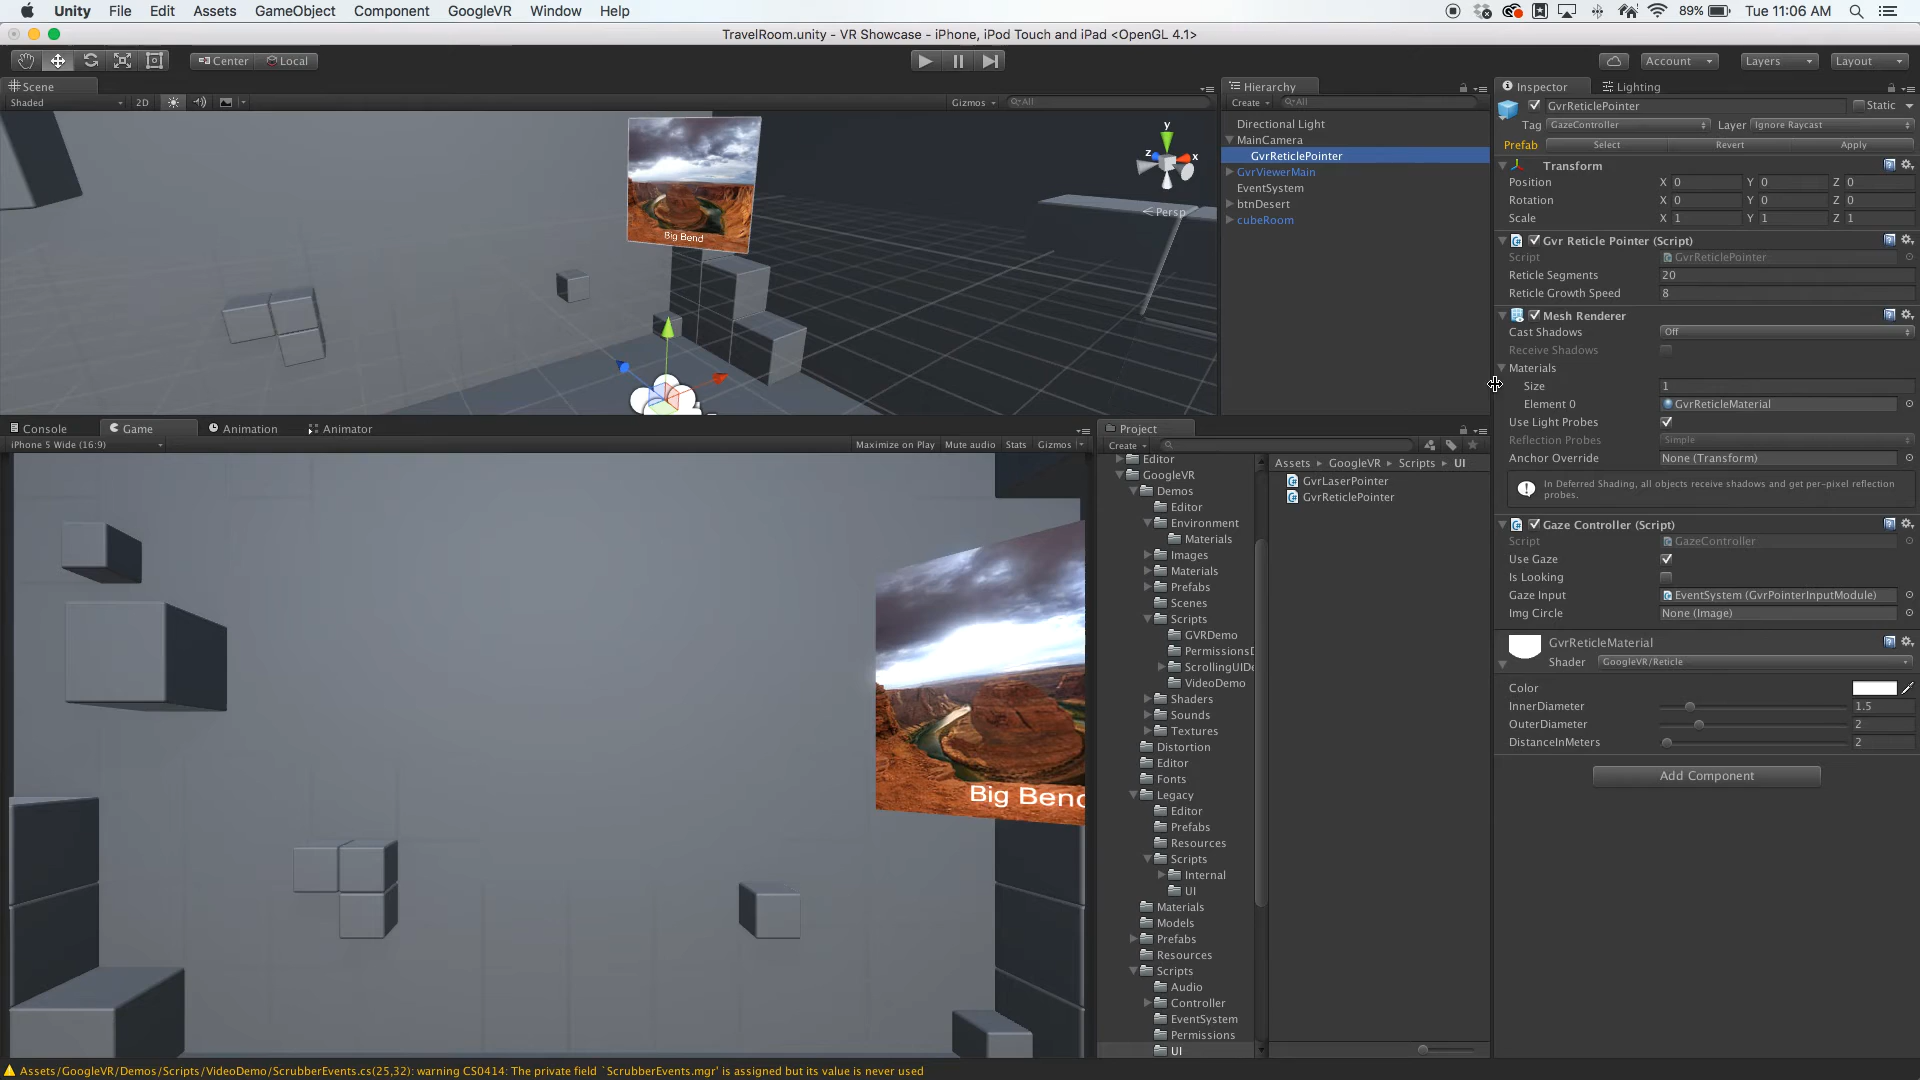 Unity File Edit Assets GameObject Component GoogleVR Window Help 89% Tue 11:06 AM
TravelRoom.unity - VR Showcase - iPhone, iPod Touch and iPad <OpenGL 4.1>
Center Local Account Layers Layout
Scene
Shaded 2D Gizmos All
Big Bend
y
z
x
Persp
Hierarchy
Create All
Directional Light
MainCamera
GvrReticlePointer
GvrViewerMain
EventSystem
btnDesert
cubeRoom
Inspector Lighting
GvrReticlePointer Static
Tag GazeController Layer Ignore Raycast
Prefab Select Revert Apply
Transform
Position X 0 Y 0 Z 0
Rotation X 0 Y 0 Z 0
Scale X 1 Y 1 Z 1
Gvr Reticle Pointer (Script)
Script GvrReticlePointer
Reticle Segments 20
Reticle Growth Speed 8
Mesh Renderer
Cast Shadows Off
Receive Shadows
Materials
Size 1
Element 0 GvrReticleMaterial
Use Light Probes
Reflection Probes Simple
Anchor Override None (Transform)
In Deferred Shading, all objects receive shadows and get per-pixel reflection
probes.
Gaze Controller (Script)
Script GazeController
Use Gaze
Is Looking
Gaze Input EventSystem (GvrPointerInputModule)
Img Circle None (Image)
GvrReticleMaterial
Shader GoogleVR/Reticle
Color
InnerDiameter 1.5
OuterDiameter 2
DistanceInMeters 2
Add Component
Console Game Animation Animator
iPhone 5 Wide (16:9) Maximize on Play Mute audio Stats Gizmos
Big Bend
Project
Create
Editor
GoogleVR
Demos
Editor
Environment
Materials
Images
Materials
Prefabs
Scenes
Scripts
GVRDemo
PermissionsD
ScrollingUIDe
VideoDemo
Shaders
Sounds
Textures
Distortion
Editor
Fonts
Legacy
Editor
Prefabs
Resources
Scripts
Internal
UI
Materials
Models
Prefabs
Resources
Scripts
Audio
Controller
EventSystem
Permissions
UI
Assets GoogleVR Scripts UI
GvrLaserPointer
GvrReticlePointer
Assets/GoogleVR/Demos/Scripts/VideoDemo/ScrubberEvents.cs(25,32): warning CS0414: The private field `ScrubberEvents.mgr' is assigned but its value is never used